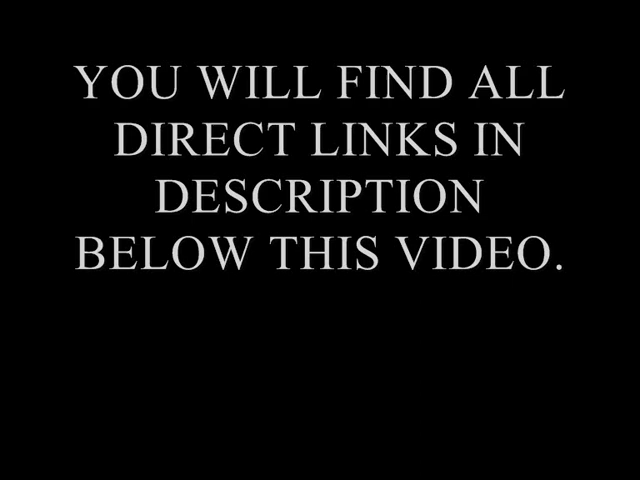 YOU WILL FIND ALL
DIRECT LINKS IN
DESCRIPTION
BELOW THIS VIDEO.